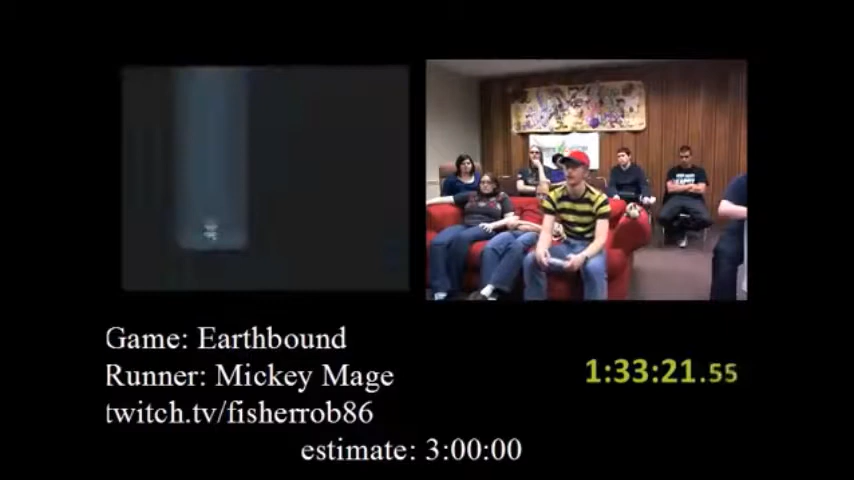 Game: Earthbound
Runner: Mickey Mage
1:33:21.55
twitch.tv/fisherrob86
estimate: 3:00:00